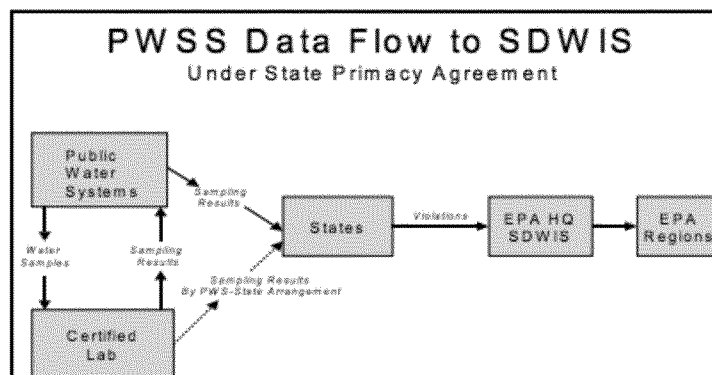 PWSS Data Flow to SDWIS
Under State Primacy Agreement
Public
Water
Systems
Sampling
Results
States
Violations
EPA HQ
SDWIS
EPA
Regions
Water
Samples
Sampling
Results
Sampling Results
By PWS-State Arrangement
Certified
Lab